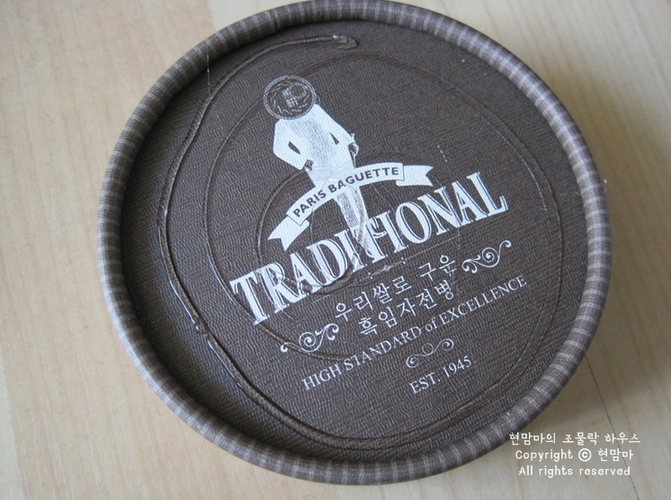 PARIS BAGUETTE
TRADITIONAL
우리쌀로 구운
흑임자전병
HIGH STANDARD of EXCELLENCE
EST. 1945
현맘마의 조물락 하우스
Copyright ⓒ 현맘마
All rights reserved